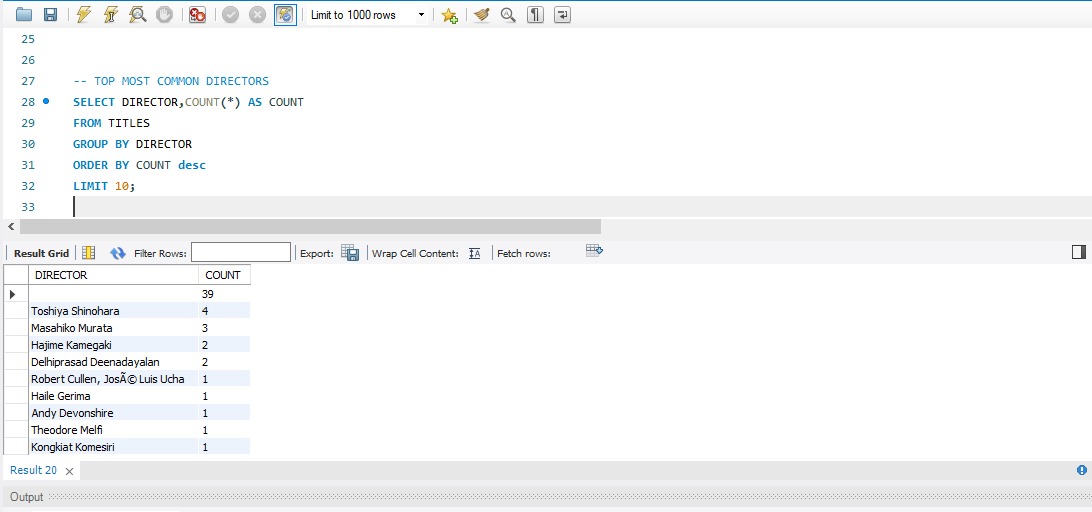 Limit to 1000 rows
25
26
27 -- TOP MOST COMMON DIRECTORS
28 SELECT DIRECTOR,COUNT(*) AS COUNT
29 FROM TITLES
30 GROUP BY DIRECTOR
31 ORDER BY COUNT desc
32 LIMIT 10;
33
Result Grid Filter Rows: Export: Wrap Cell Content: IA Fetch rows:
DIRECTOR COUNT
39
Toshiya Shinohara 4
Masahiko Murata 3
Hajime Kamegaki 2
Delhiprasad Deenadayalan 2
Robert Cullen, José Luis Ucha 1
Haile Gerima 1
Andy Devonshire 1
Theodore Melfi 1
Kongkiat Komesiri 1
Result 20 ×
Output